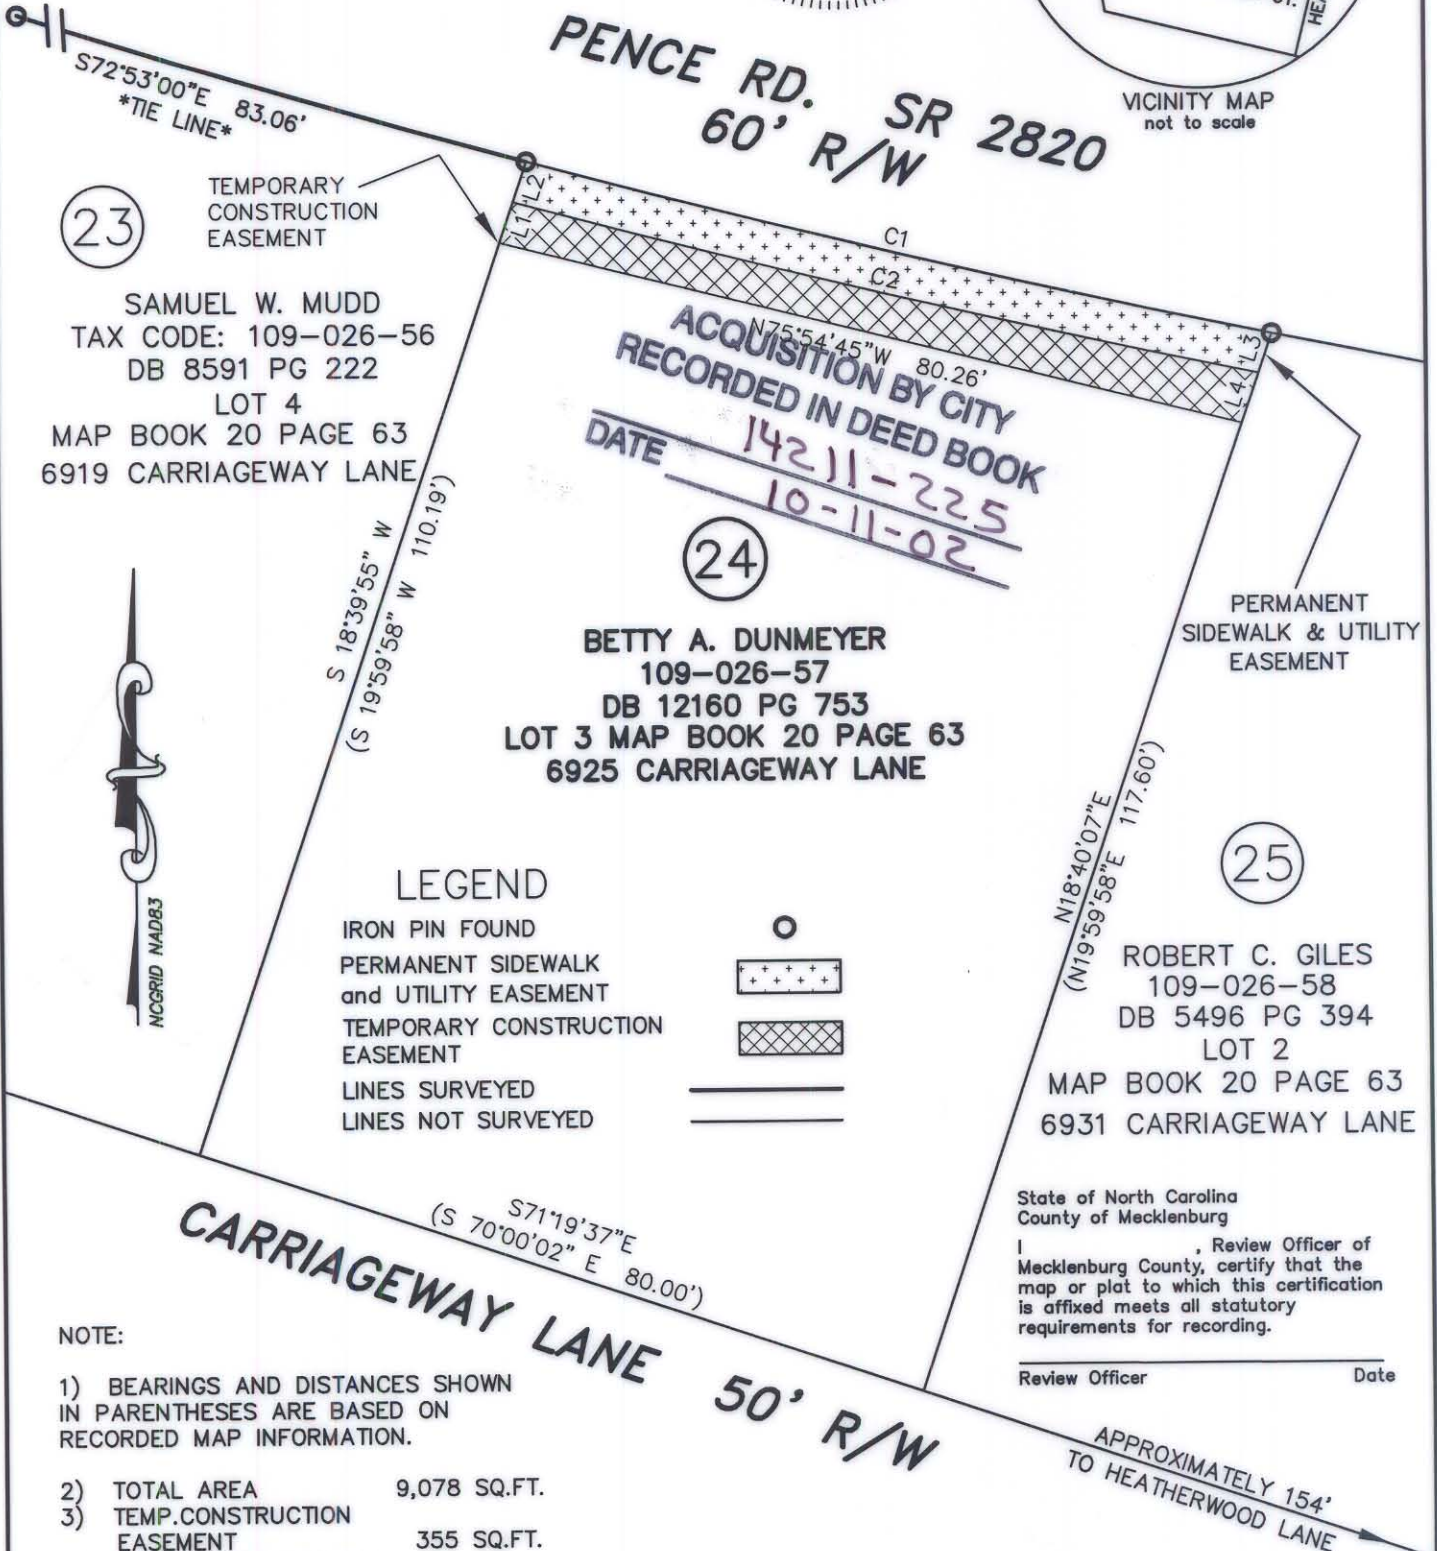 S72°53'00"E 83.06'
*TIE LINE*
PENCE RD. SR 2820
60' R/W
VICINITY MAP
not to scale
TEMPORARY
CONSTRUCTION
EASEMENT
23
SAMUEL W. MUDD
TAX CODE: 109-026-56
DB 8591 PG 222
LOT 4
MAP BOOK 20 PAGE 63
6919 CARRIAGEWAY LANE
L2
L1
C1
C2
L3
L4
N75°54'45"W 80.26'
ACQUISITION BY CITY
RECORDED IN DEED BOOK
14211-225
DATE 10-11-02
24
BETTY A. DUNMEYER
109-026-57
DB 12160 PG 753
LOT 3 MAP BOOK 20 PAGE 63
6925 CARRIAGEWAY LANE
PERMANENT
SIDEWALK & UTILITY
EASEMENT
S 18°39'55" W
(S 19°59'58" W 110.19')
N18°40'07"E
(N19°59'58"E 117.60')
25
ROBERT C. GILES
109-026-58
DB 5496 PG 394
LOT 2
MAP BOOK 20 PAGE 63
6931 CARRIAGEWAY LANE
NCGRID NAD83
LEGEND
IRON PIN FOUND
PERMANENT SIDEWALK
and UTILITY EASEMENT
TEMPORARY CONSTRUCTION
EASEMENT
LINES SURVEYED
LINES NOT SURVEYED
S71°19'37"E
(S 70°00'02" E 80.00')
CARRIAGEWAY LANE 50' R/W
State of North Carolina
County of Mecklenburg
I , Review Officer of
Mecklenburg County, certify that the
map or plat to which this certification
is affixed meets all statutory
requirements for recording.
Review Officer Date
APPROXIMATELY 154'
TO HEATHERWOOD LANE
NOTE:
1) BEARINGS AND DISTANCES SHOWN
IN PARENTHESES ARE BASED ON
RECORDED MAP INFORMATION.
2) TOTAL AREA 9,078 SQ.FT.
3) TEMP.CONSTRUCTION
EASEMENT 355 SQ.FT.